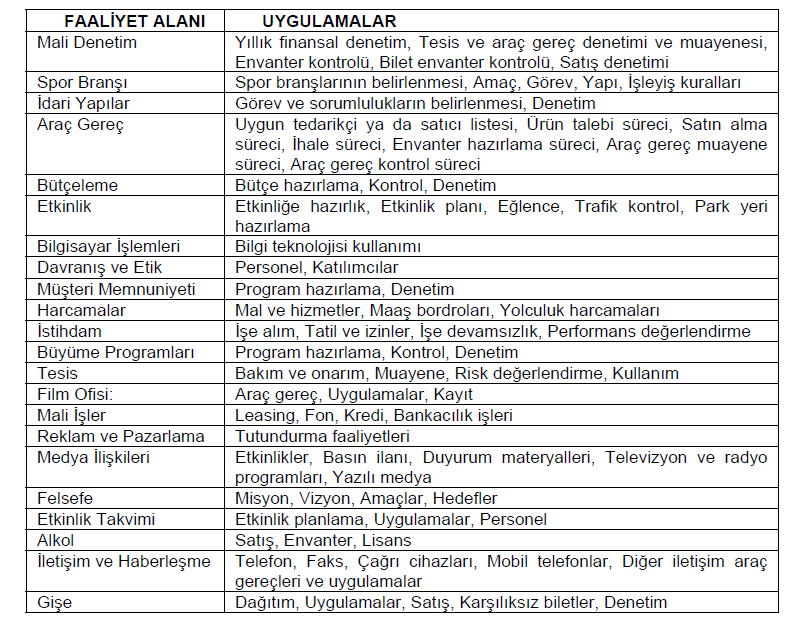 FAALİYET ALANI UYGULAMALAR
Mali Denetim Yıllık finansal denetim, Tesis ve araç gereç denetimi ve muayenesi,
Envanter kontrolü, Bilet envanter kontrolü, Satış denetimi
Spor Branşı Spor branşlarının belirlenmesi, Amaç, Görev, Yapı, İşleyiş kuralları
İdari Yapılar Görev ve sorumlulukların belirlenmesi, Denetim
Araç Gereç Uygun tedarikçi ya da satıcı listesi, Ürün talebi süreci, Satın alma
süreci, İhale süreci, Envanter hazırlama süreci, Araç gereç muayene
süreci, Araç gereç kontrol süreci
Bütçeleme Bütçe hazırlama, Kontrol, Denetim
Etkinlik Etkinliğe hazırlık, Etkinlik planı, Eğlence, Trafik kontrol, Park yeri
hazırlama
Bilgisayar İşlemleri Bilgi teknolojisi kullanımı
Davranış ve Etik Personel, Katılımcılar
Müşteri Memnuniyeti Program hazırlama, Denetim
Harcamalar Mal ve hizmetler, Maaş bordroları, Yolculuk harcamaları
İstihdam İşe alım, Tatil ve izinler, İşe devamsızlık, Performans değerlendirme
Büyüme Programları Program hazırlama, Kontrol, Denetim
Tesis Bakım ve onarım, Muayene, Risk değerlendirme, Kullanım
Film Ofisi: Araç gereç, Uygulamalar, Kayıt
Mali İşler Leasing, Fon, Kredi, Bankacılık işleri
Reklam ve Pazarlama Tutundurma faaliyetleri
Medya İlişkileri Etkinlikler, Basın ilanı, Duyurum materyalleri, Televizyon ve radyo
programları, Yazılı medya
Felsefe Misyon, Vizyon, Amaçlar, Hedefler
Etkinlik Takvimi Etkinlik planlama, Uygulamalar, Personel
Alkol Satış, Envanter, Lisans
İletişim ve Haberleşme Telefon, Faks, Çağrı cihazları, Mobil telefonlar, Diğer iletişim araç
gereçleri ve uygulamalar
Gişe Dağıtım, Uygulamalar, Satış, Karşılıksız biletler, Denetim